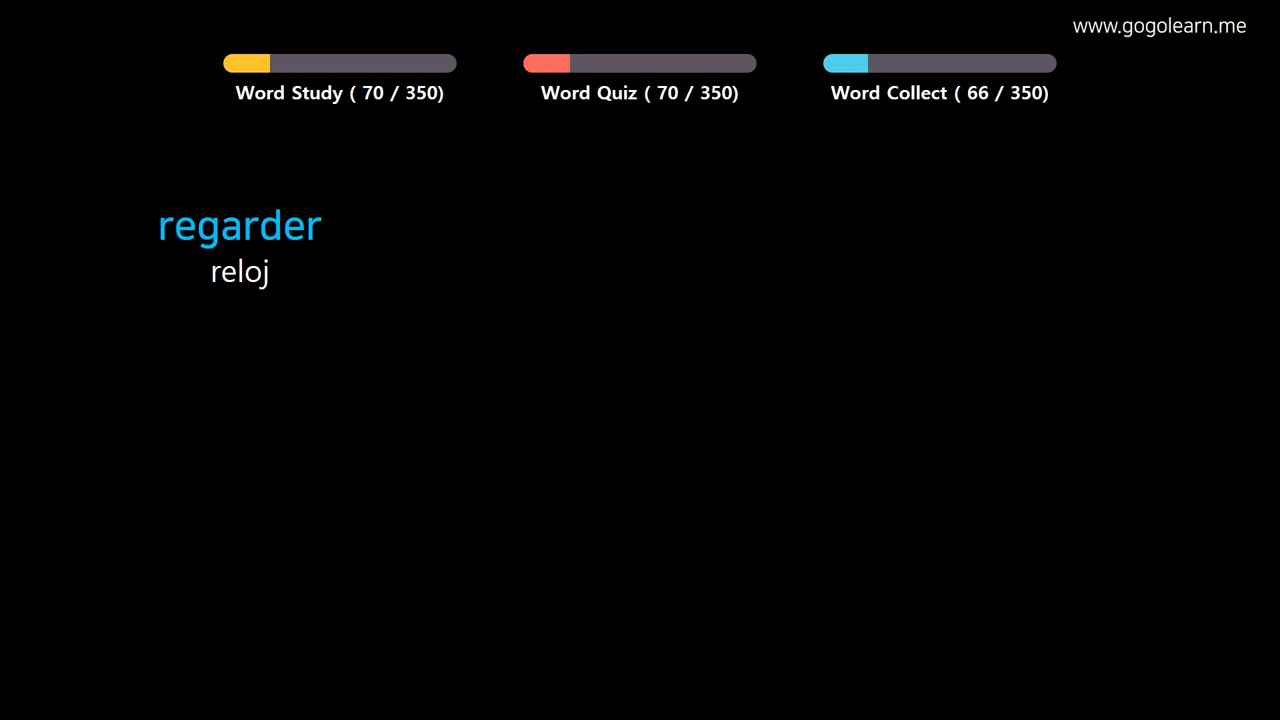 www.gogolearn.me
Word Study ( 70 / 350)
Word Quiz ( 70 / 350)
Word Collect ( 66 / 350)
regarder
reloj